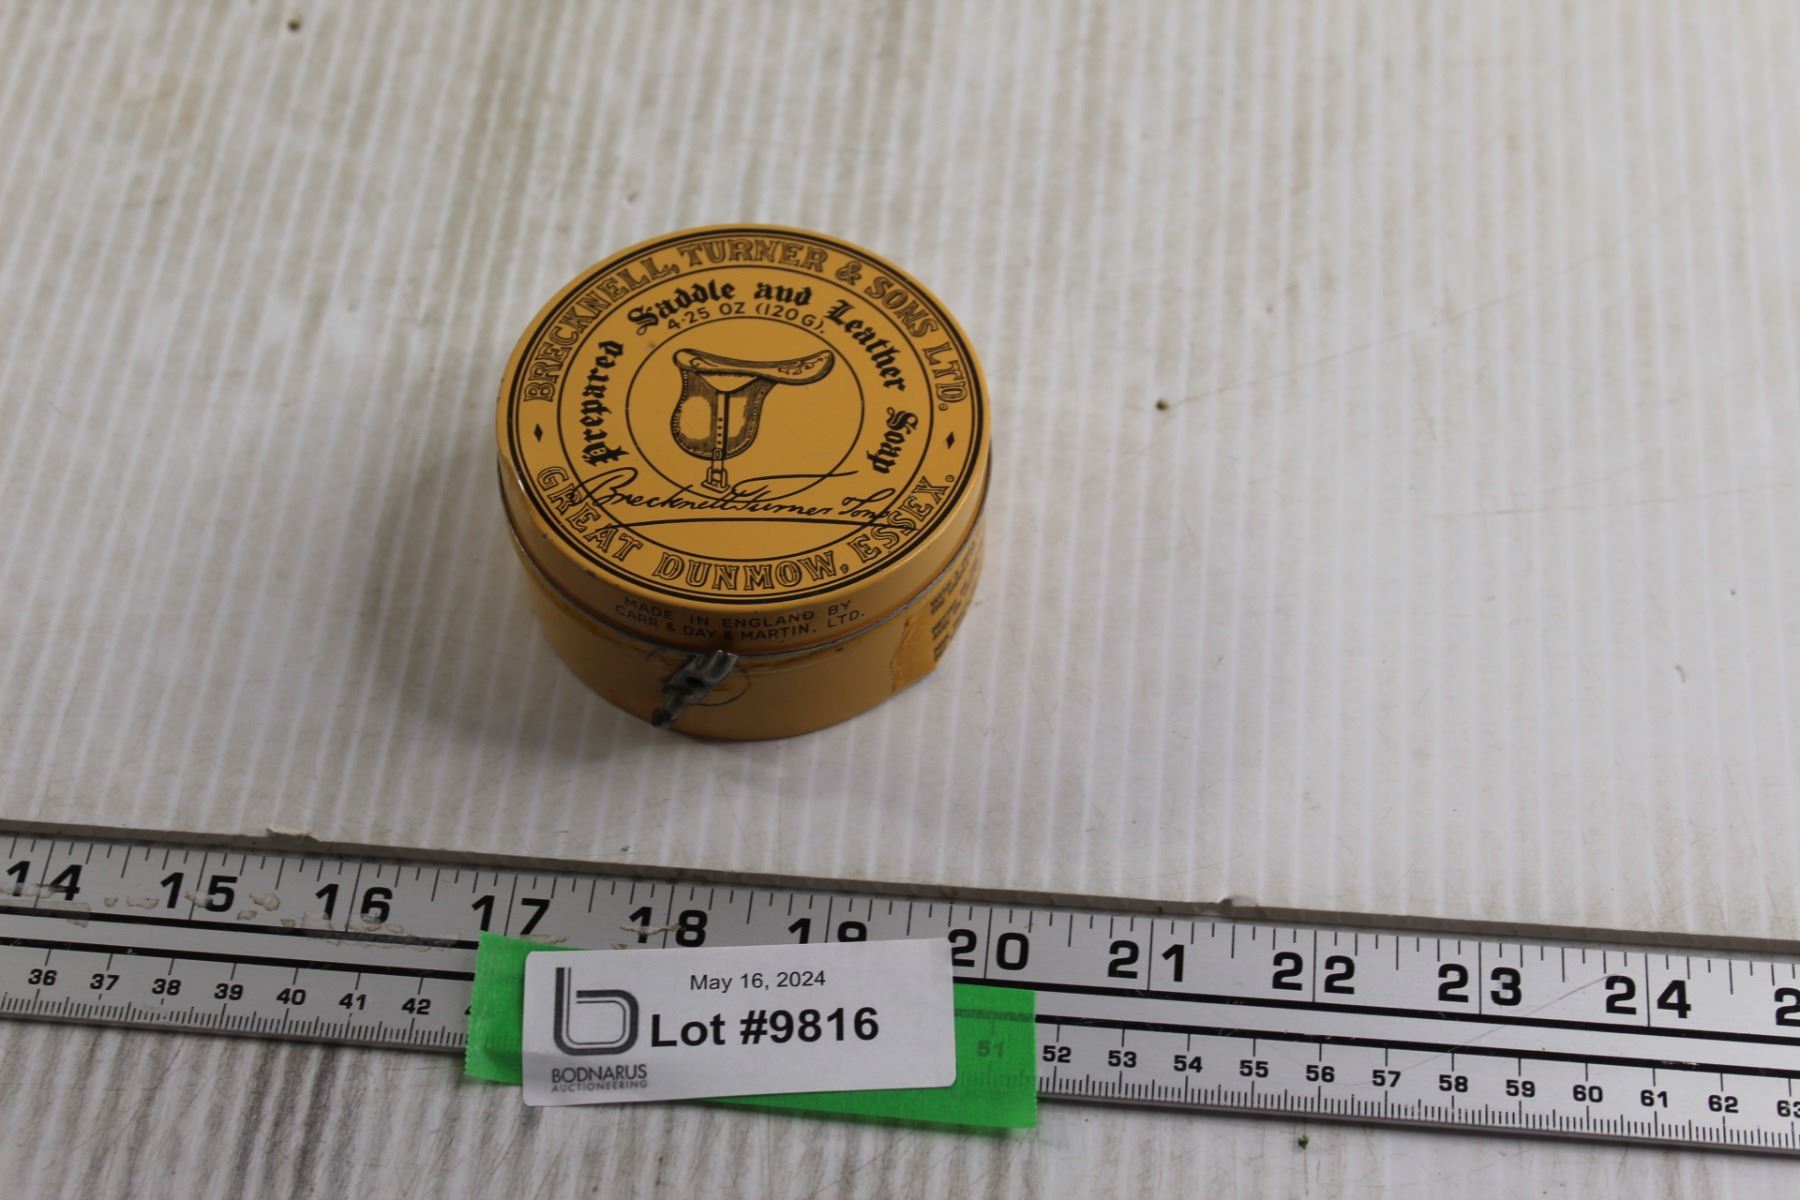 BRECKNELL, TURNER & SONS LTD.
Prepared Saddle and Leather Soap
4·25 OZ (120 G).
Brecknell Turner & Sons
GREAT DUNMOW, ESSEX.
MADE IN ENGLAND BY
CARR & DAY & MARTIN. LTD.
14 15 16 17 18 19 20 21 22 23 24 2
36 37 38 39 40 41 42 51 52 53 54 55 56 57 58 59 60 61 62 63
May 16, 2024
Lot #9816
BODNARUS
AUCTIONEERING